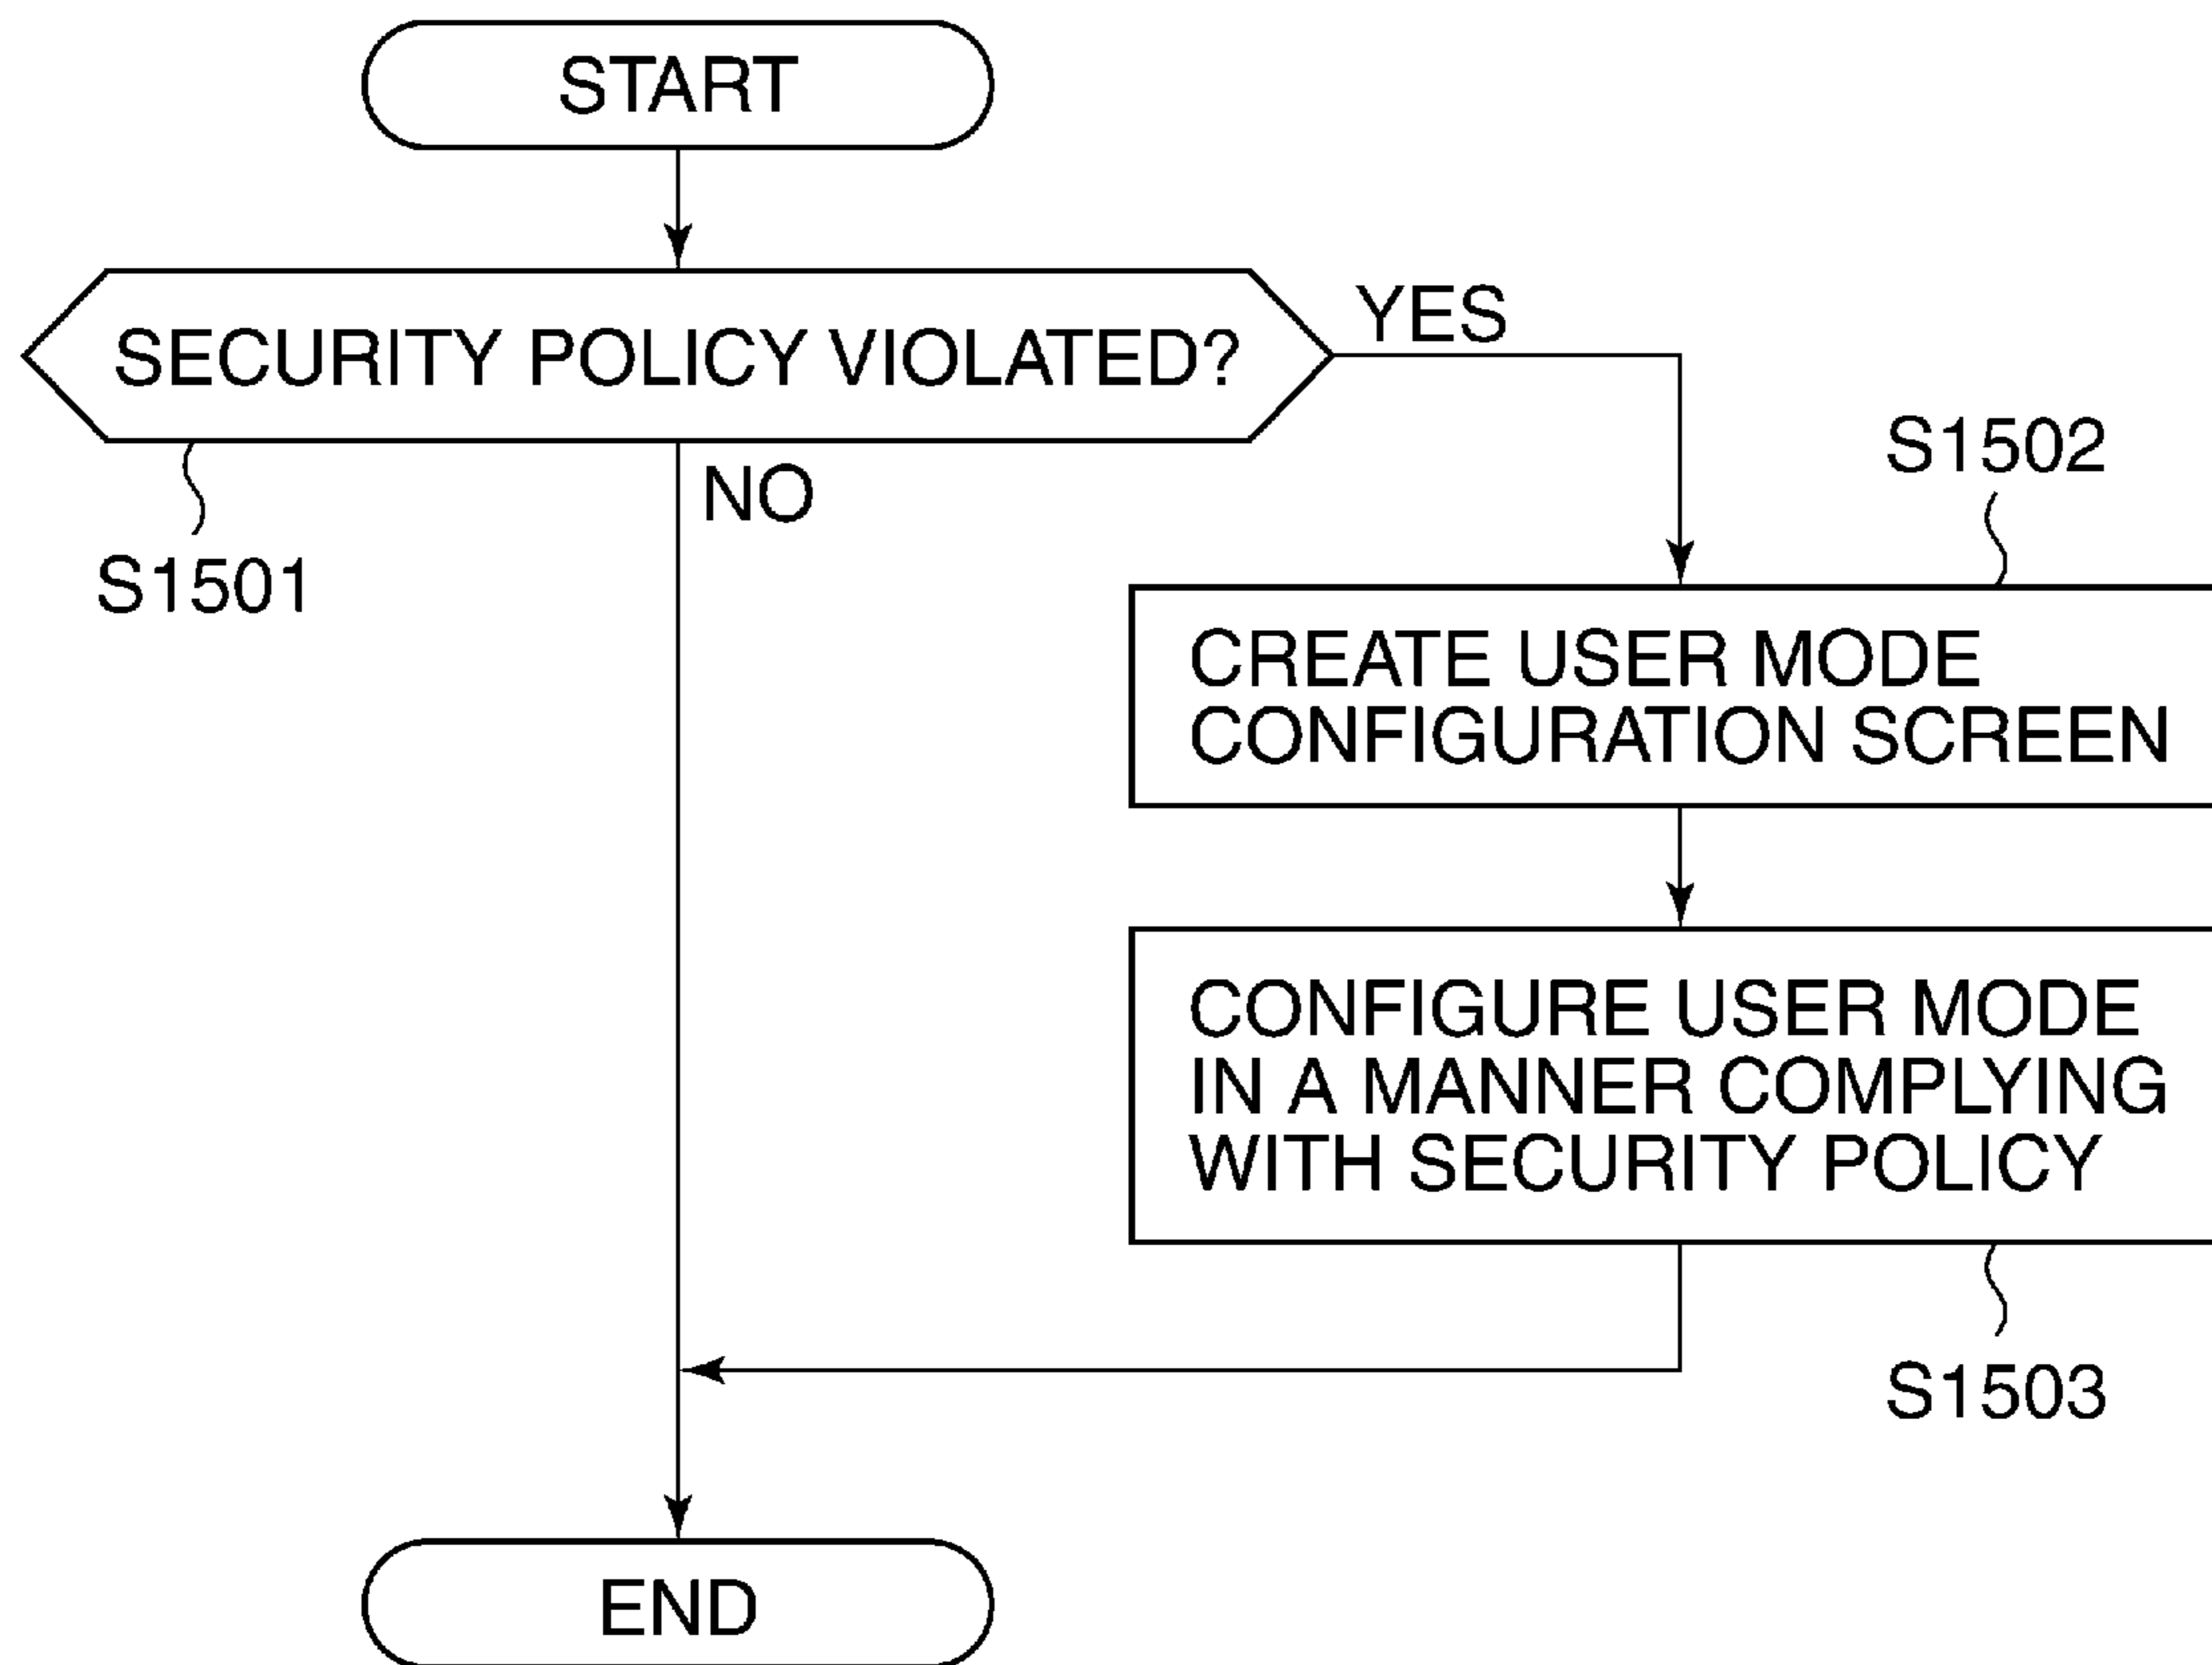 START
SECURITY POLICY VIOLATED?
YES
NO
S1501
S1502
CREATE USER MODE
CONFIGURATION SCREEN
CONFIGURE USER MODE
IN A MANNER COMPLYING
WITH SECURITY POLICY
S1503
END